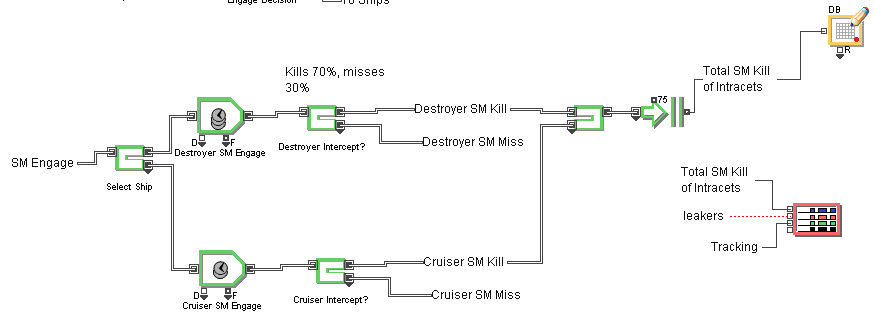 Engage Decision
To Ships
DB
R
Kills 70%, misses
30%
Total SM Kill
of Intracets
75
Destroyer SM Kill
D
F
Destroyer SM Engage
Destroyer Intercept?
Destroyer SM Miss
SM Engage
Select Ship
Total SM Kill
of Intracets
leakers
Tracking
Cruiser SM Kill
D
F
Cruiser SM Engage
Cruiser Intercept?
Cruiser SM Miss